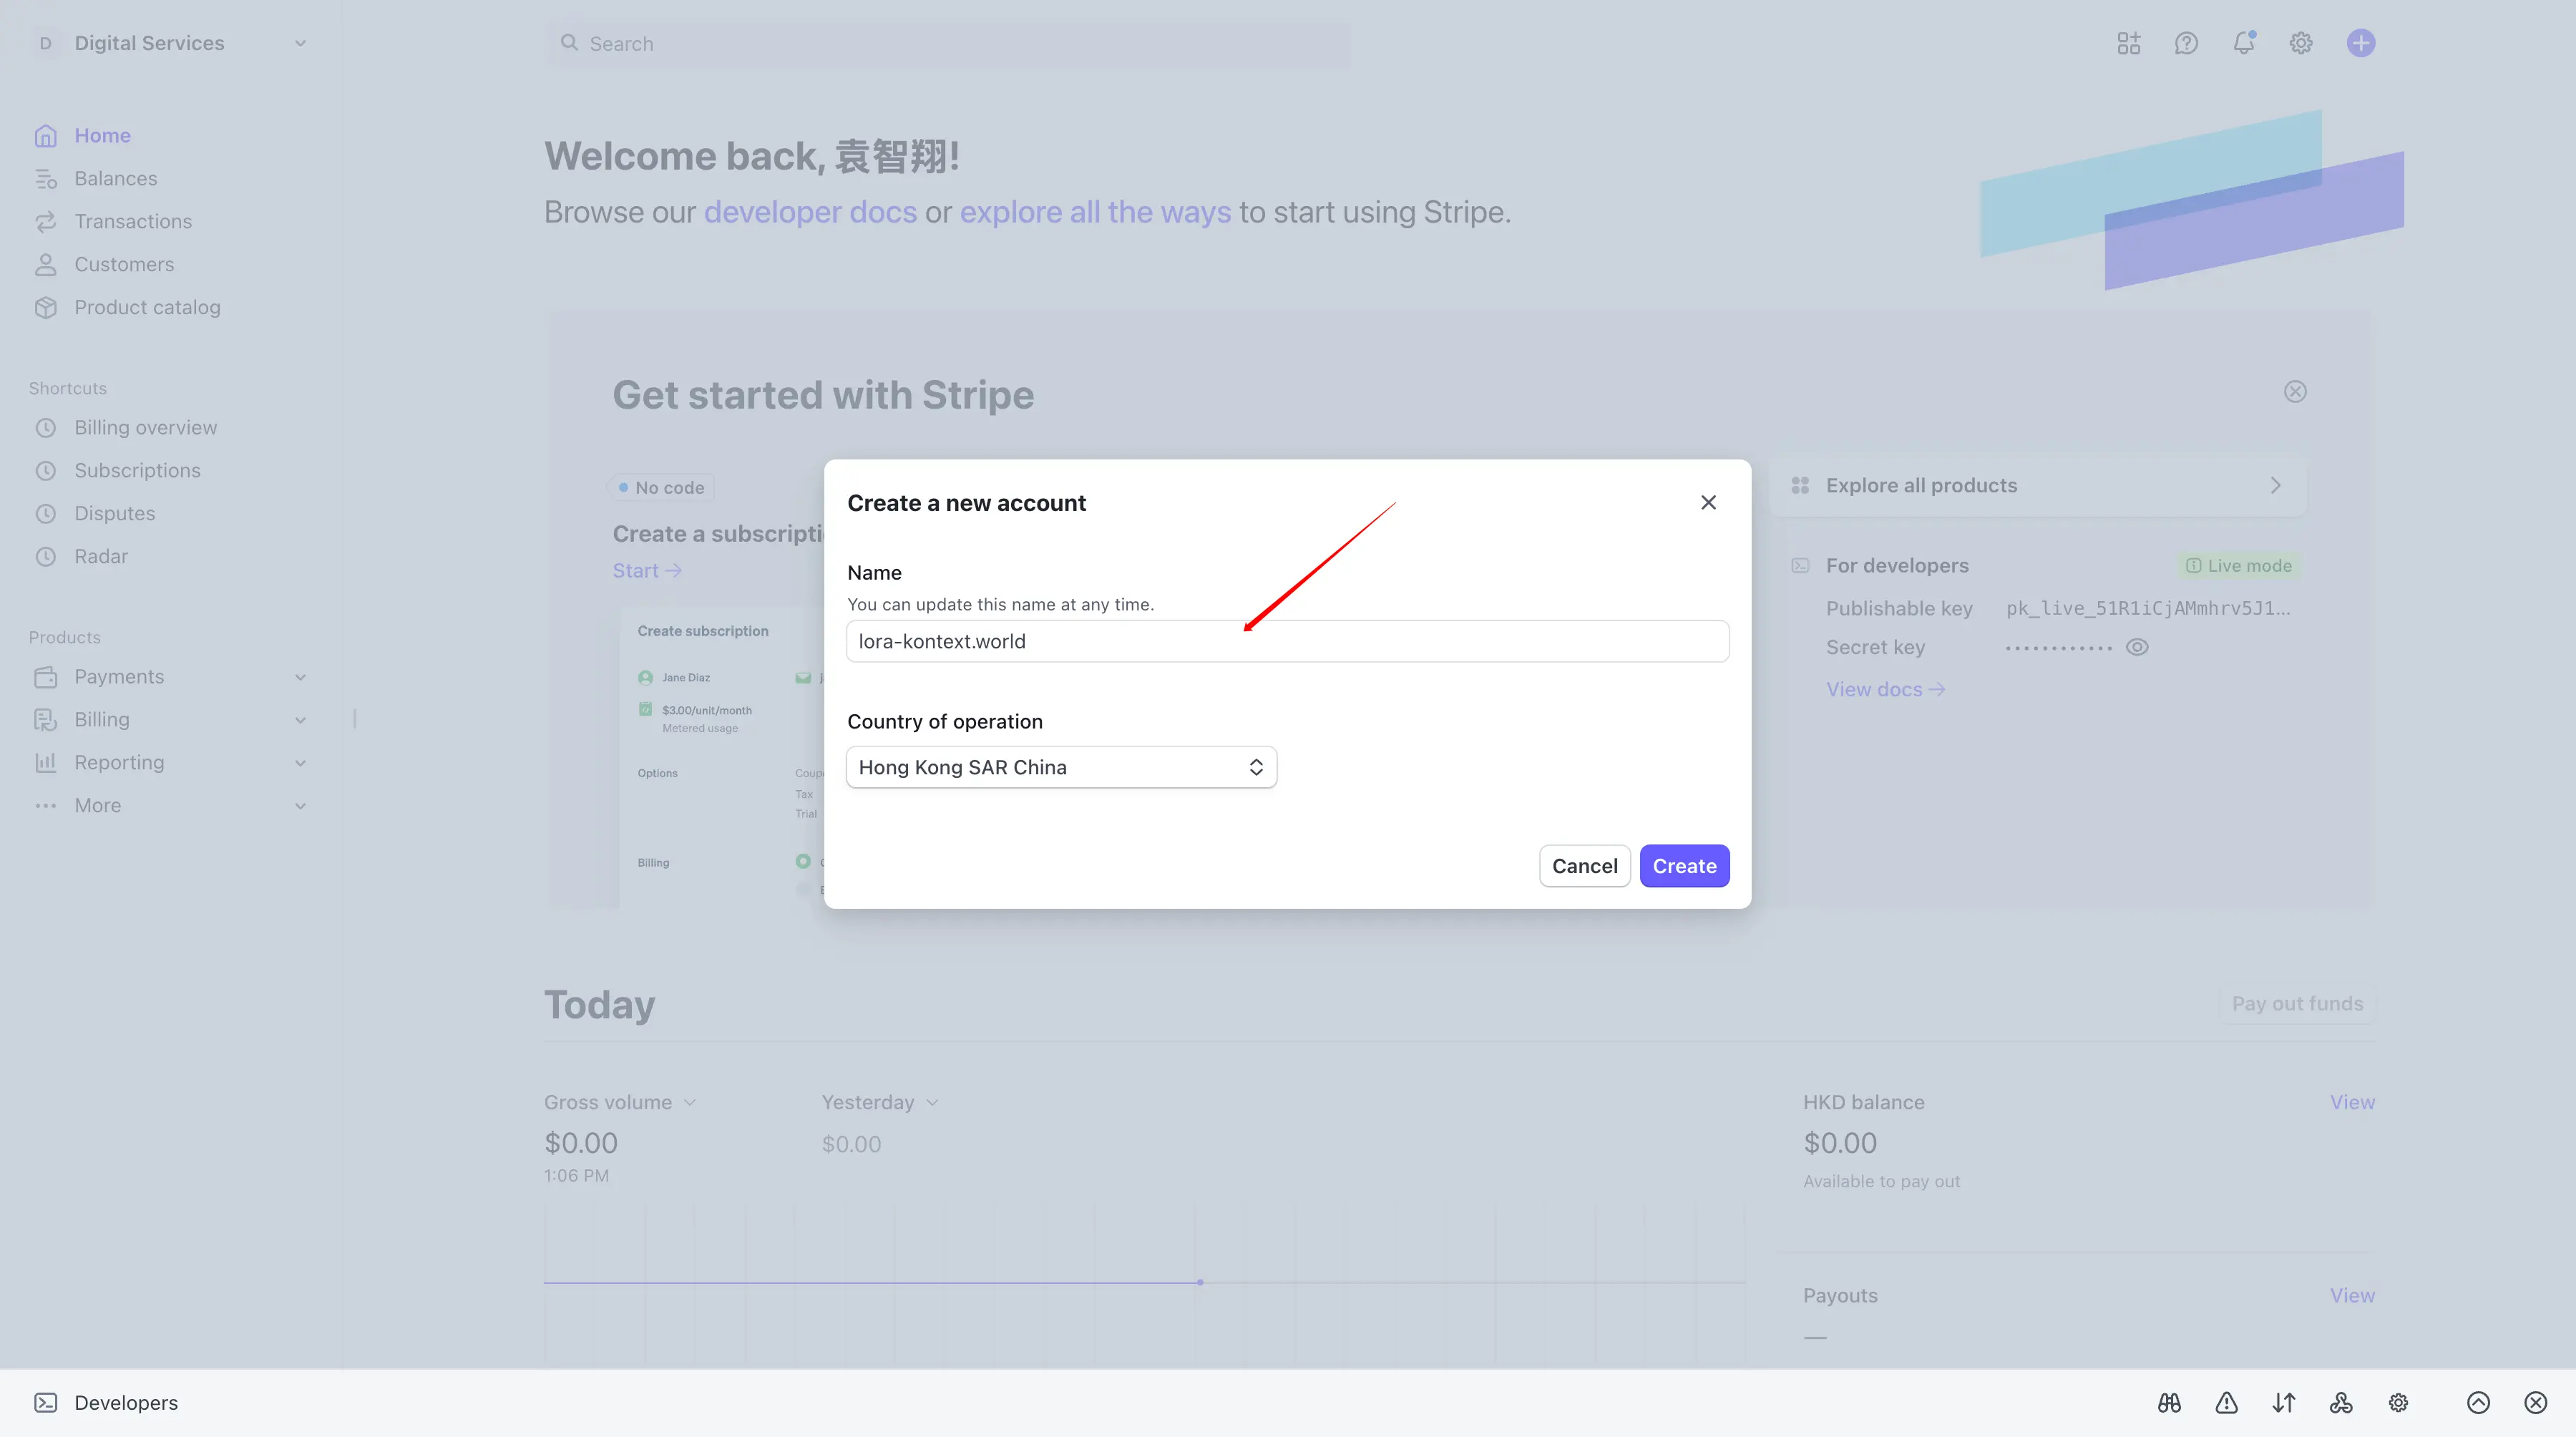 D Digital Services
Search
Home
Balances
Transactions
Customers
Product catalog
Shortcuts
Billing overview
Subscriptions
Disputes
Radar
Products
Payments
Billing
Reporting
More
Welcome back, 袁智翔!
Browse our developer docs or explore all the ways to start using Stripe.
Get started with Stripe
No code
Create a subscripti
Start →
Create subscription
Jane Diaz
$3.00/unit/month
Metered usage
Options
Coup
Tax
Trial
Billing
Create a new account
Name
You can update this name at any time.
lora-kontext.world
Country of operation
Hong Kong SAR China
Cancel
Create
Explore all products
For developers
Live mode
Publishable key pk_live_51R1iCjAMmhrv5J1...
Secret key ••••••••••••
View docs →
Today
Pay out funds
Gross volume
$0.00
1:06 PM
Yesterday
$0.00
HKD balance
View
$0.00
Available to pay out
Payouts
View
—
Developers